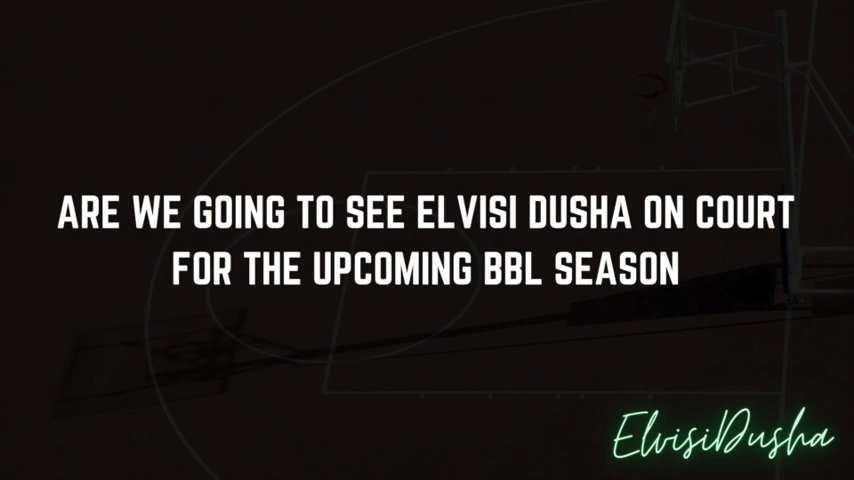 ARE WE GOING TO SEE ELVISI DUSHA ON COURT
FOR THE UPCOMING BBL SEASON
ElvisiDusha